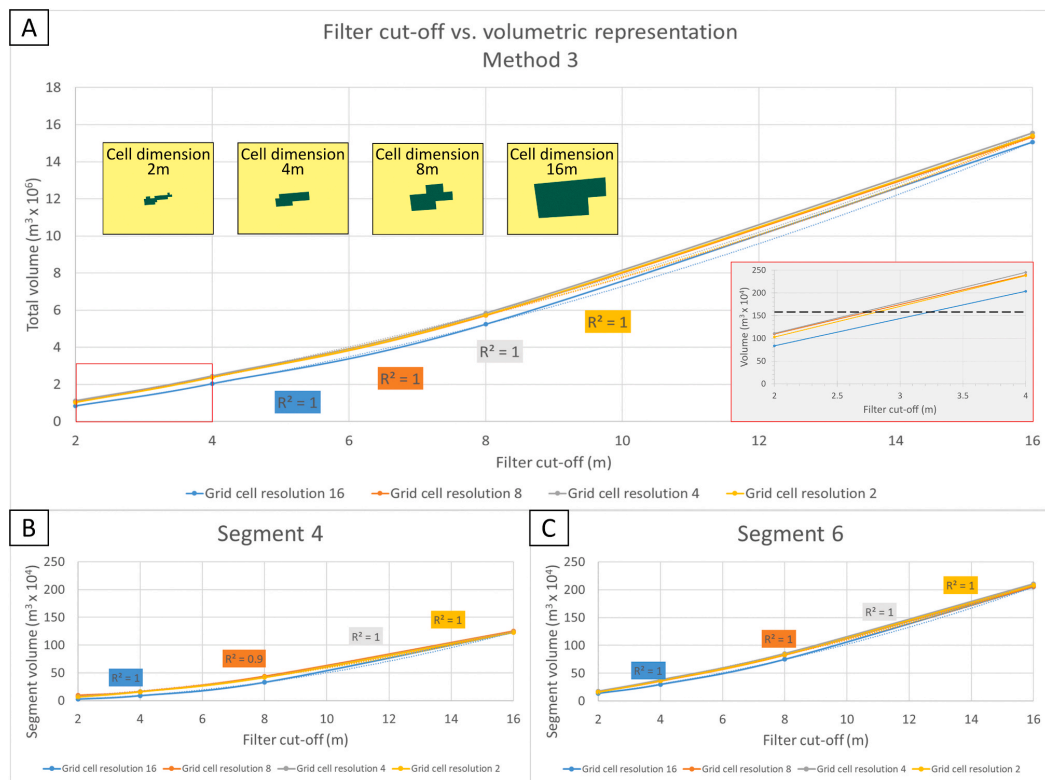 A
Filter cut-off vs. volumetric representation
Method 3
Total volume (m³ x 10⁶)
18
16
14
12
10
8
6
4
2
0
Cell dimension
2m
Cell dimension
4m
Cell dimension
8m
Cell dimension
16m
R² = 1
R² = 1
R² = 1
R² = 1
Volume (m³ x 10⁴)
250
200
150
100
50
0
2 2.5 3 3.5 4
Filter cut-off (m)
2 4 6 8 10 12 14 16
Filter cut-off (m)
Grid cell resolution 16 Grid cell resolution 8 Grid cell resolution 4 Grid cell resolution 2
B
Segment 4
Segment volume (m³ x 10⁴)
250
200
150
100
50
0
R² = 1
R² = 0.9
R² = 1
R² = 1
2 4 6 8 10 12 14 16
Filter cut-off (m)
Grid cell resolution 16 Grid cell resolution 8 Grid cell resolution 4 Grid cell resolution 2
C
Segment 6
Segment volume (m³ x 10⁴)
250
200
150
100
50
0
R² = 1
R² = 1
R² = 1
R² = 1
2 4 6 8 10 12 14 16
Filter cut-off (m)
Grid cell resolution 16 Grid cell resolution 8 Grid cell resolution 4 Grid cell resolution 2